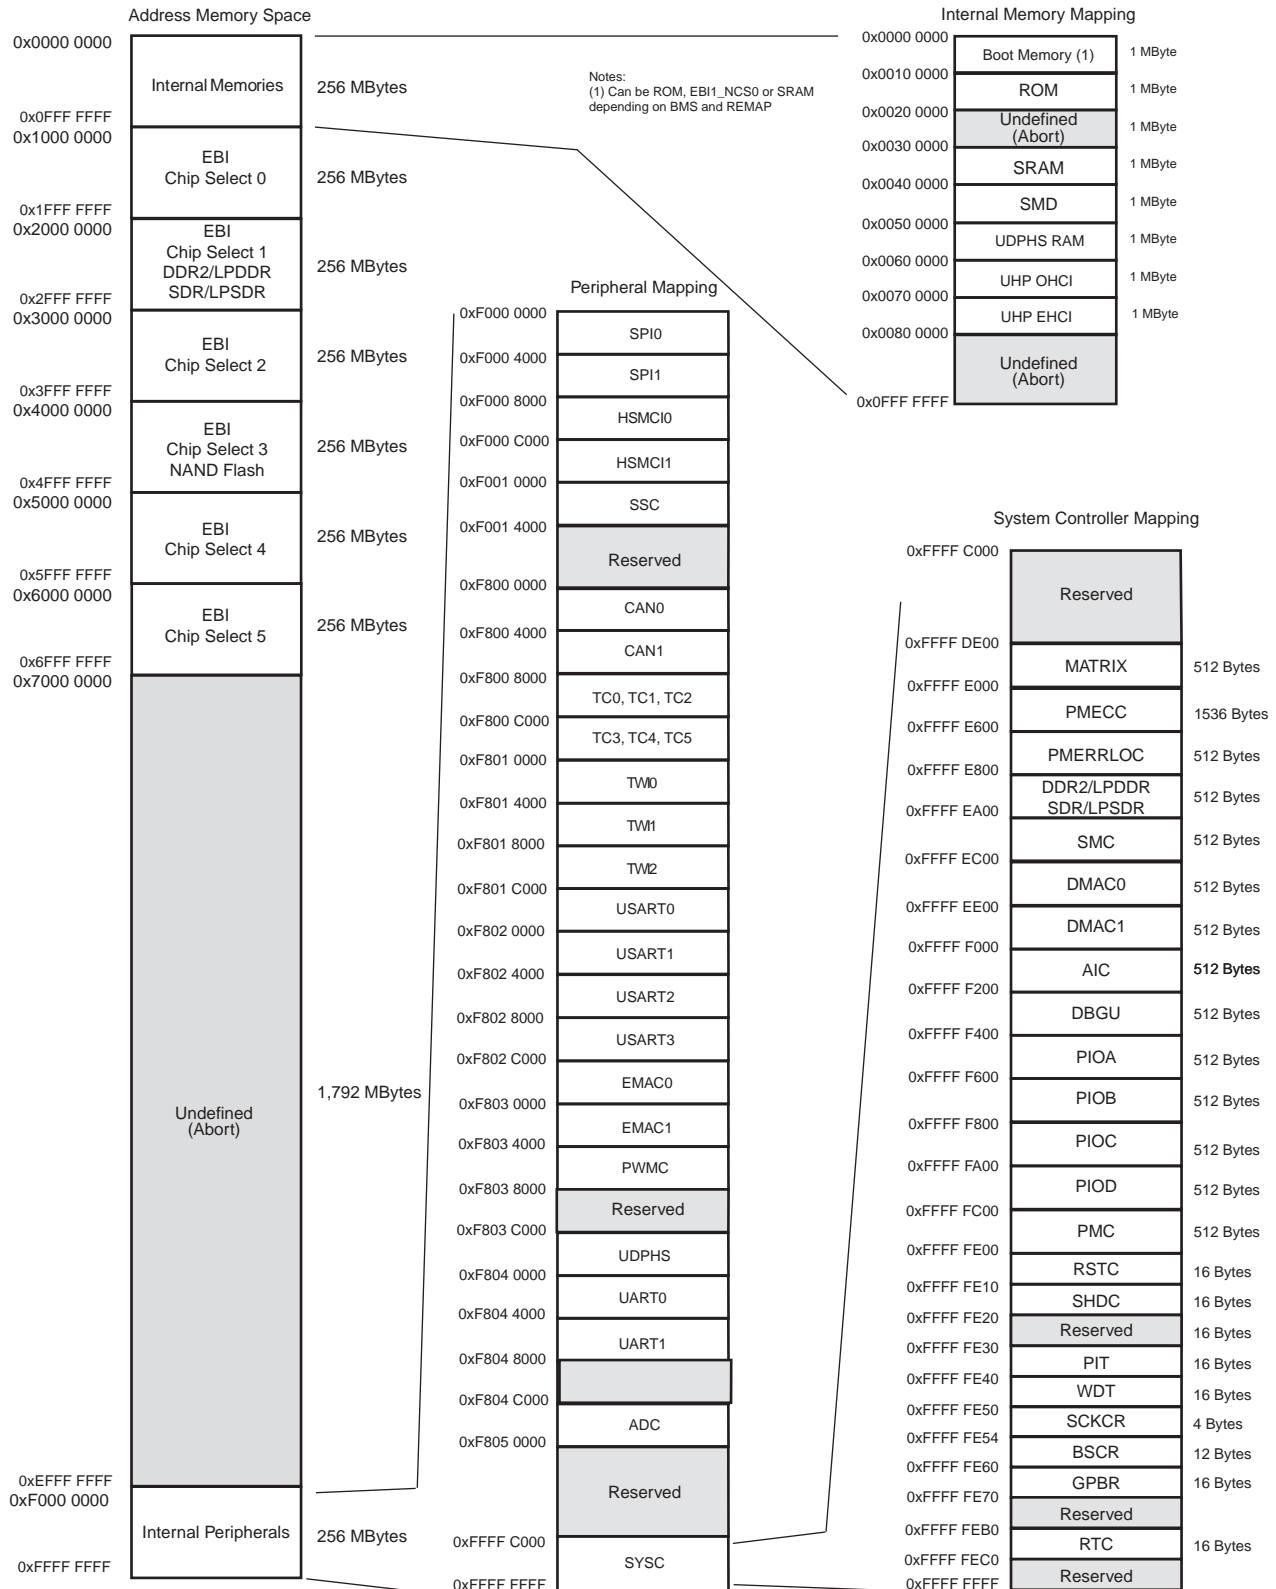 Address Memory Space
0x0000 0000
Internal Memories
256 MBytes
0x0FFF FFFF
0x1000 0000
EBI
Chip Select 0
256 MBytes
0x1FFF FFFF
0x2000 0000
EBI
Chip Select 1
DDR2/LPDDR
SDR/LPSDR
256 MBytes
0x2FFF FFFF
0x3000 0000
EBI
Chip Select 2
256 MBytes
0x3FFF FFFF
0x4000 0000
EBI
Chip Select 3
NAND Flash
256 MBytes
0x4FFF FFFF
0x5000 0000
EBI
Chip Select 4
256 MBytes
0x5FFF FFFF
0x6000 0000
EBI
Chip Select 5
256 MBytes
0x6FFF FFFF
0x7000 0000
Undefined
(Abort)
1,792 MBytes
0xEFFF FFFF
0xF000 0000
Internal Peripherals
256 MBytes
0xFFFF FFFF
Notes:
(1) Can be ROM, EBI1_NCS0 or SRAM
depending on BMS and REMAP
Peripheral Mapping
0xF000 0000
SPI0
0xF000 4000
SPI1
0xF000 8000
HSMCI0
0xF000 C000
HSMCI1
0xF001 0000
SSC
0xF001 4000
Reserved
0xF800 0000
CAN0
0xF800 4000
CAN1
0xF800 8000
TC0, TC1, TC2
0xF800 C000
TC3, TC4, TC5
0xF801 0000
TWI0
0xF801 4000
TWI1
0xF801 8000
TWI2
0xF801 C000
USART0
0xF802 0000
USART1
0xF802 4000
USART2
0xF802 8000
USART3
0xF802 C000
EMAC0
0xF803 0000
EMAC1
0xF803 4000
PWMC
0xF803 8000
Reserved
0xF803 C000
UDPHS
0xF804 0000
UART0
0xF804 4000
UART1
0xF804 8000
0xF804 C000
ADC
0xF805 0000
Reserved
0xFFFF C000
SYSC
0xFFFF FFFF
Internal Memory Mapping
0x0000 0000
Boot Memory (1)
1 MByte
0x0010 0000
ROM
1 MByte
0x0020 0000
Undefined
(Abort)
1 MByte
0x0030 0000
SRAM
1 MByte
0x0040 0000
SMD
1 MByte
0x0050 0000
UDPHS RAM
1 MByte
0x0060 0000
UHP OHCI
1 MByte
0x0070 0000
UHP EHCI
1 MByte
0x0080 0000
Undefined
(Abort)
0x0FFF FFFF
System Controller Mapping
0xFFFF C000
Reserved
0xFFFF DE00
MATRIX
512 Bytes
0xFFFF E000
PMECC
1536 Bytes
0xFFFF E600
PMERRLOC
512 Bytes
0xFFFF E800
DDR2/LPDDR
SDR/LPSDR
512 Bytes
0xFFFF EA00
SMC
512 Bytes
0xFFFF EC00
DMAC0
512 Bytes
0xFFFF EE00
DMAC1
512 Bytes
0xFFFF F000
AIC
512 Bytes
0xFFFF F200
DBGU
512 Bytes
0xFFFF F400
PIOA
512 Bytes
0xFFFF F600
PIOB
512 Bytes
0xFFFF F800
PIOC
512 Bytes
0xFFFF FA00
PIOD
512 Bytes
0xFFFF FC00
PMC
512 Bytes
0xFFFF FE00
RSTC
16 Bytes
0xFFFF FE10
SHDC
16 Bytes
0xFFFF FE20
Reserved
16 Bytes
0xFFFF FE30
PIT
16 Bytes
0xFFFF FE40
WDT
16 Bytes
0xFFFF FE50
SCKCR
4 Bytes
0xFFFF FE54
BSCR
12 Bytes
0xFFFF FE60
GPBR
16 Bytes
0xFFFF FE70
Reserved
0xFFFF FEB0
RTC
16 Bytes
0xFFFF FEC0
Reserved
0xFFFF FFFF